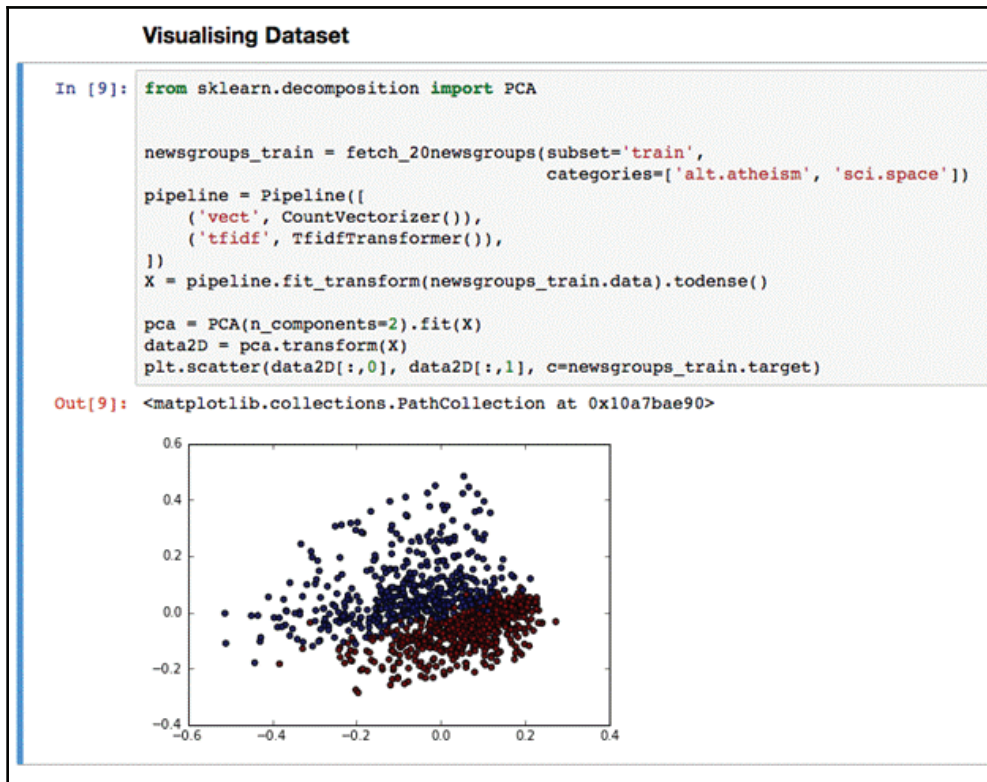 Visualising Dataset
In [9]: from sklearn.decomposition import PCA
newsgroups_train = fetch_20newsgroups(subset='train',
categories=['alt.atheism', 'sci.space'])
pipeline = Pipeline([
('vect', CountVectorizer()),
('tfidf', TfidfTransformer()),
])
X = pipeline.fit_transform(newsgroups_train.data).todense()
pca = PCA(n_components=2).fit(X)
data2D = pca.transform(X)
plt.scatter(data2D[:,0], data2D[:,1], c=newsgroups_train.target)
Out[9]: <matplotlib.collections.PathCollection at 0x10a7bae90>
0.6
0.4
0.2
0.0
−0.2
−0.4
−0.6 −0.4 −0.2 0.0 0.2 0.4